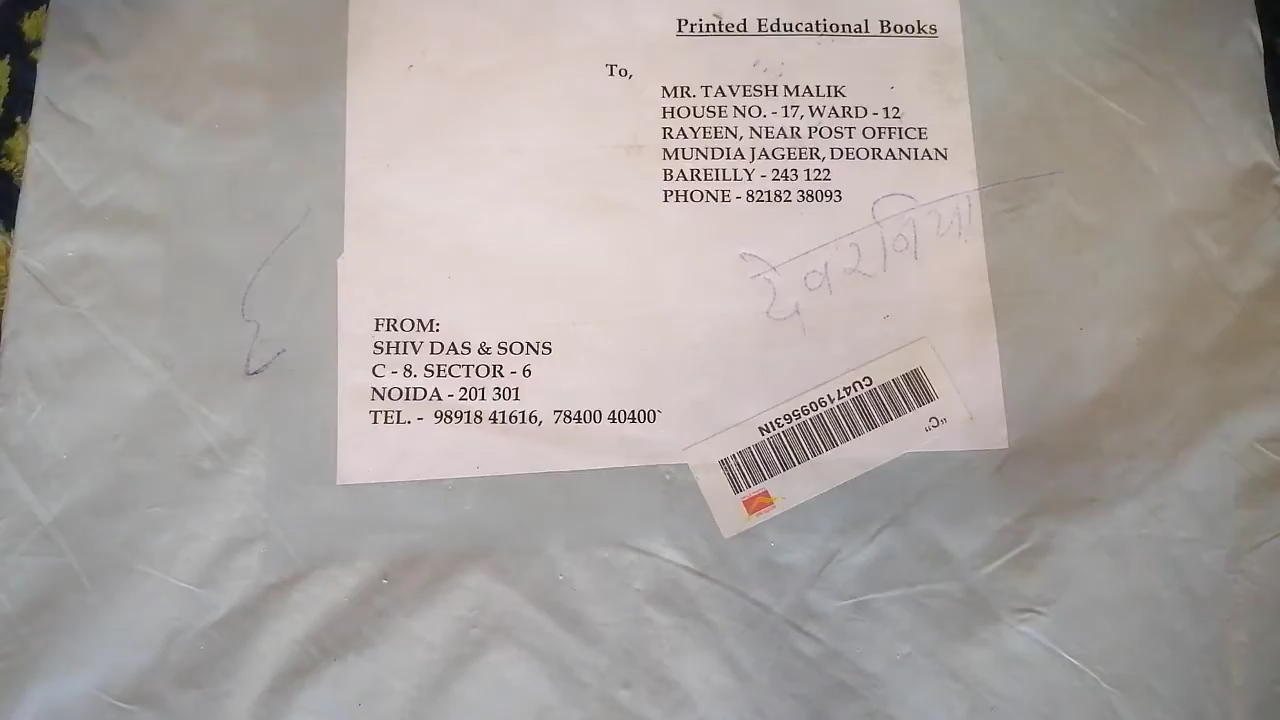 Printed Educational Books
To,
MR. TAVESH MALIK
HOUSE NO. - 17, WARD - 12
RAYEEN, NEAR POST OFFICE
MUNDIA JAGEER, DEORANIAN
BAREILLY - 243 122
PHONE - 82182 38093
देवरनिया
FROM:
SHIV DAS & SONS
C - 8. SECTOR - 6
NOIDA - 201 301
TEL. - 98918 41616, 78400 40400`
CU471909563IN
"C"